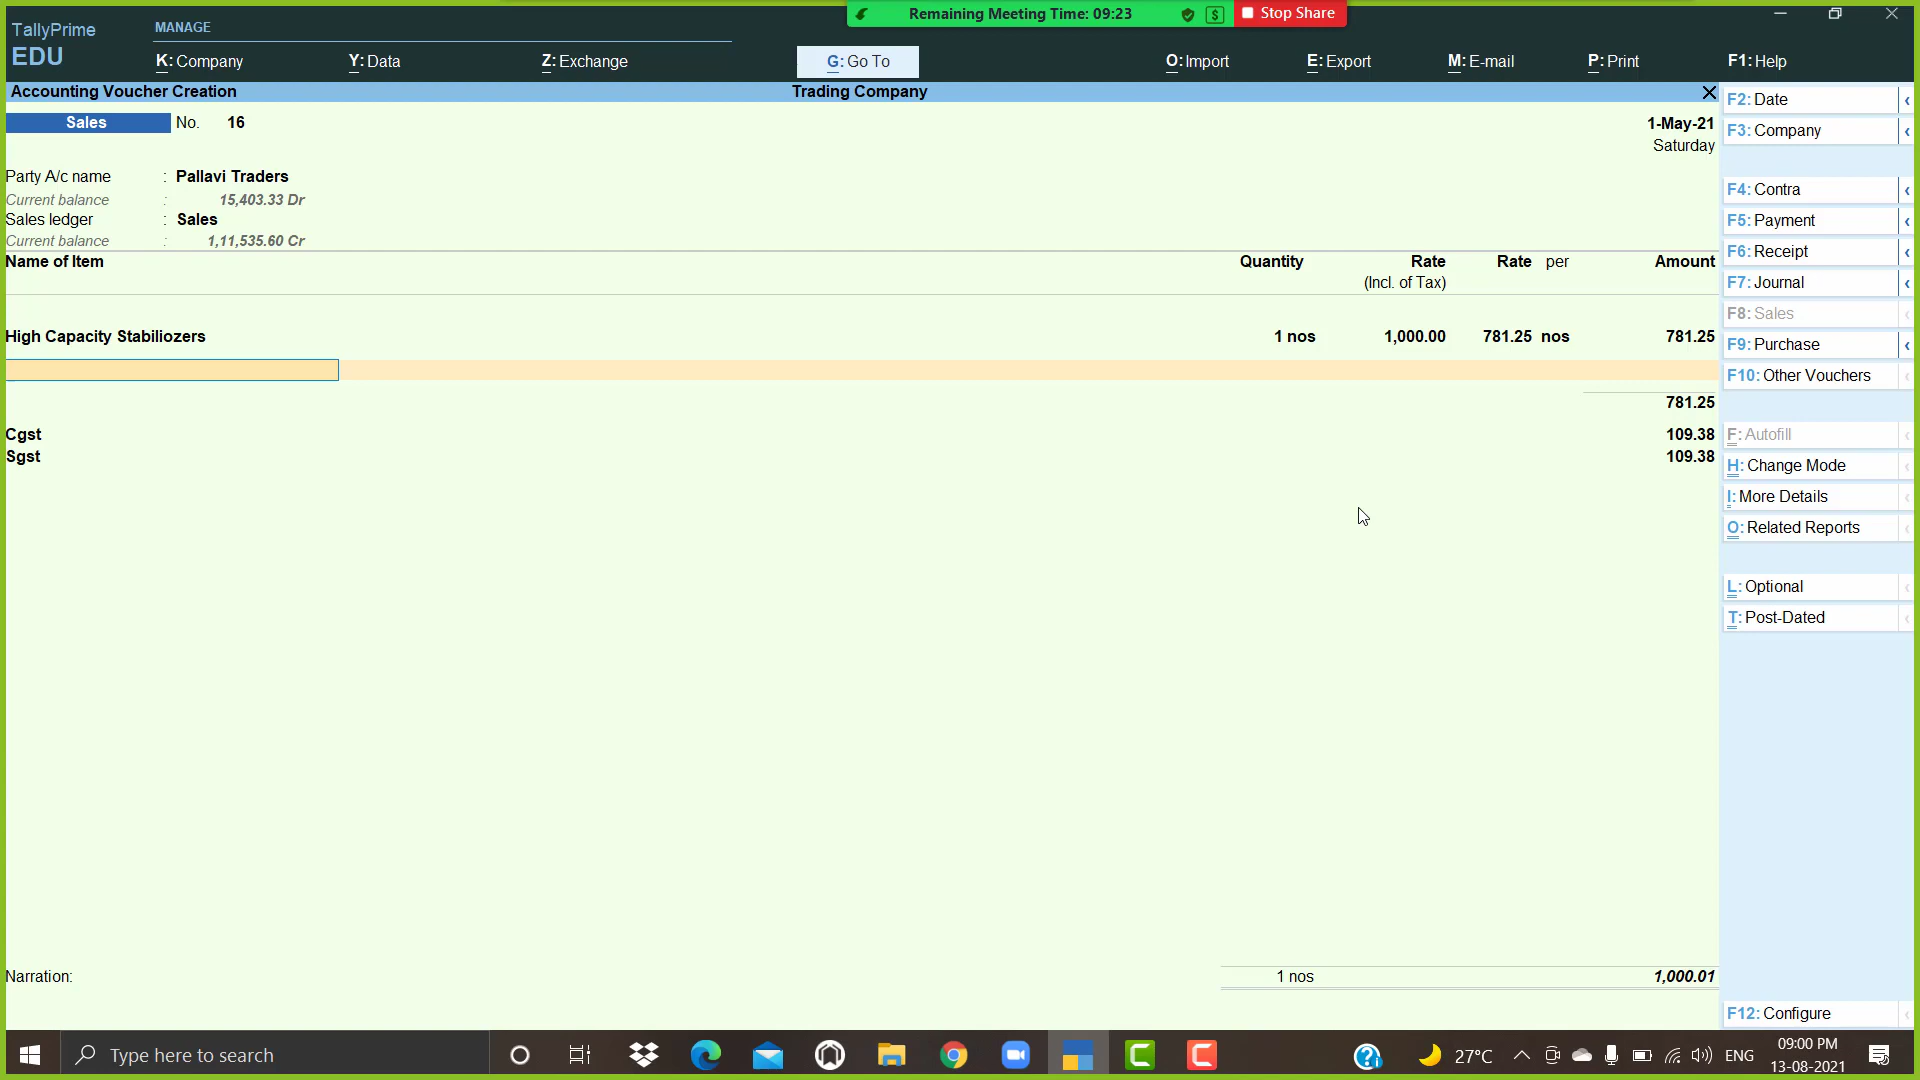 Remaining Meeting Time: 09:23 $ Stop Share
TallyPrime MANAGE
EDU K: Company Y: Data Z: Exchange G: Go To O: Import E: Export M: E-mail P: Print F1: Help
Accounting Voucher Creation Trading Company
Sales No. 16 1-May-21
Saturday
Party A/c name : Pallavi Traders
Current balance : 15,403.33 Dr
Sales ledger : Sales
Current balance : 1,11,535.60 Cr
Name of Item Quantity Rate Rate per Amount
(Incl. of Tax)
High Capacity Stabiliozers 1 nos 1,000.00 781.25 nos 781.25
781.25
Cgst 109.38
Sgst 109.38
Narration: 1 nos 1,000.01
F2: Date
F3: Company
F4: Contra
F5: Payment
F6: Receipt
F7: Journal
F8: Sales
F9: Purchase
F10: Other Vouchers
F: Autofill
H: Change Mode
I: More Details
O: Related Reports
L: Optional
T: Post-Dated
F12: Configure
Type here to search 27°C ENG 09:00 PM
13-08-2021